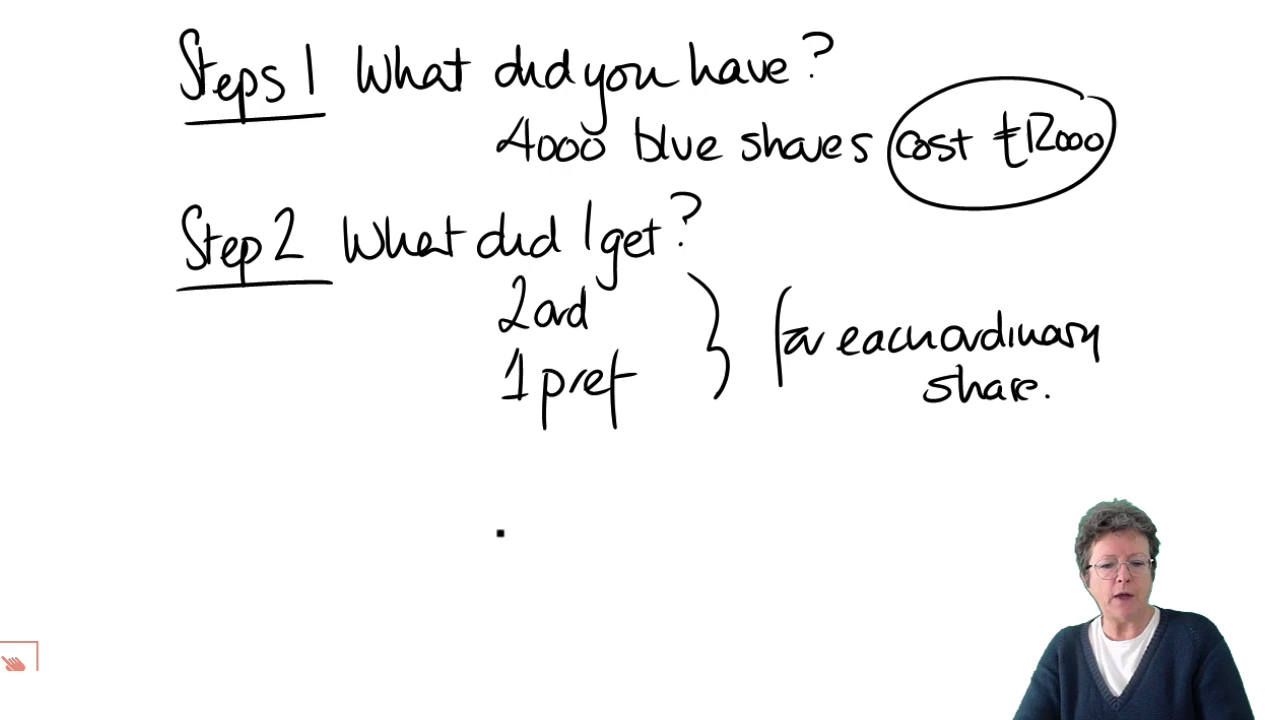 Steps 1 What did you have?
4000 blue shares cost £12000
Step 2 What did I get?
2 ord
1 pref
for each ordinary
share.